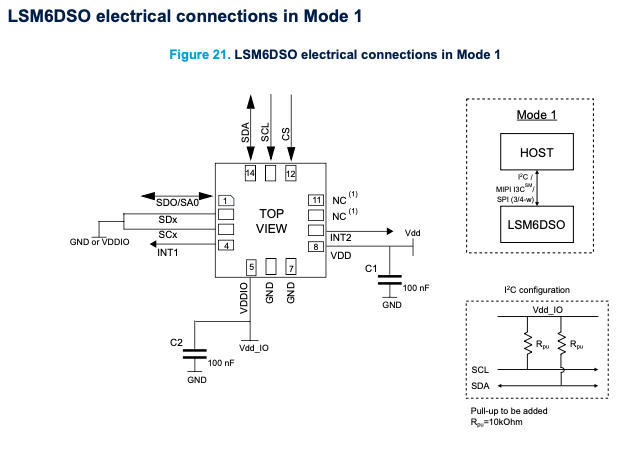 LSM6DSO electrical connections in Mode 1
Figure 21. LSM6DSO electrical connections in Mode 1
SDA
SCL
CS
14
12
1
SDO/SA0
SDx
SCx
GND or VDDIO
4
INT1
TOP
VIEW
11
NC (1)
NC (1)
INT2
Vdd
8
VDD
5
7
VDDIO
GND
GND
C1
100 nF
GND
C2
100 nF
GND
Vdd_IO
Mode 1
HOST
I²C /
MIPI I3C℠/
SPI (3/4-w)
LSM6DSO
I²C configuration
Vdd_IO
Rpu
Rpu
SCL
SDA
Pull-up to be added
Rpu=10kOhm